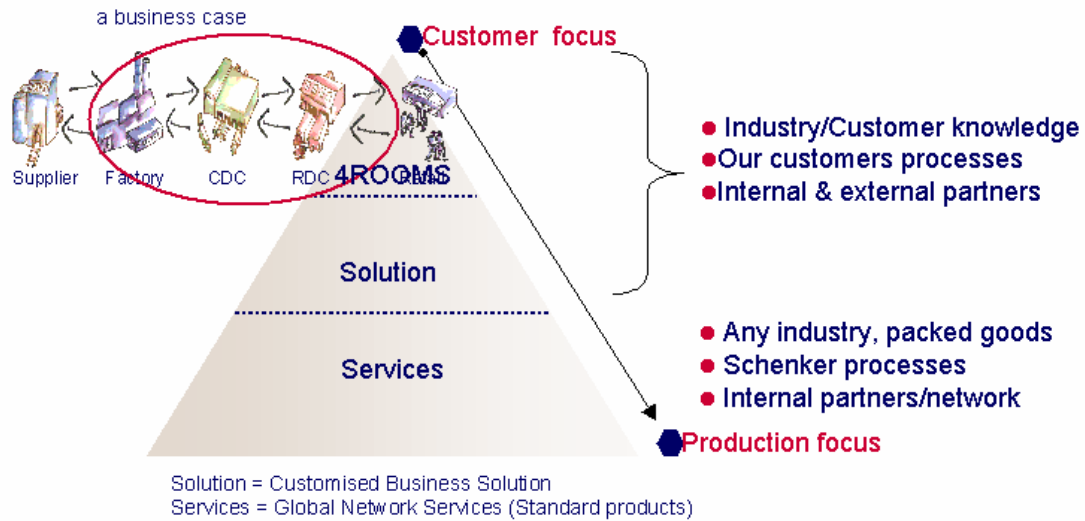 a business case
Customer focus
Supplier Factory CDC RDC Retail
4ROOMS
Industry/Customer knowledge
Our customers processes
Internal & external partners
Solution
Services
Any industry, packed goods
Schenker processes
Internal partners/network
Production focus
Solution = Customised Business Solution
Services = Global Network Services (Standard products)